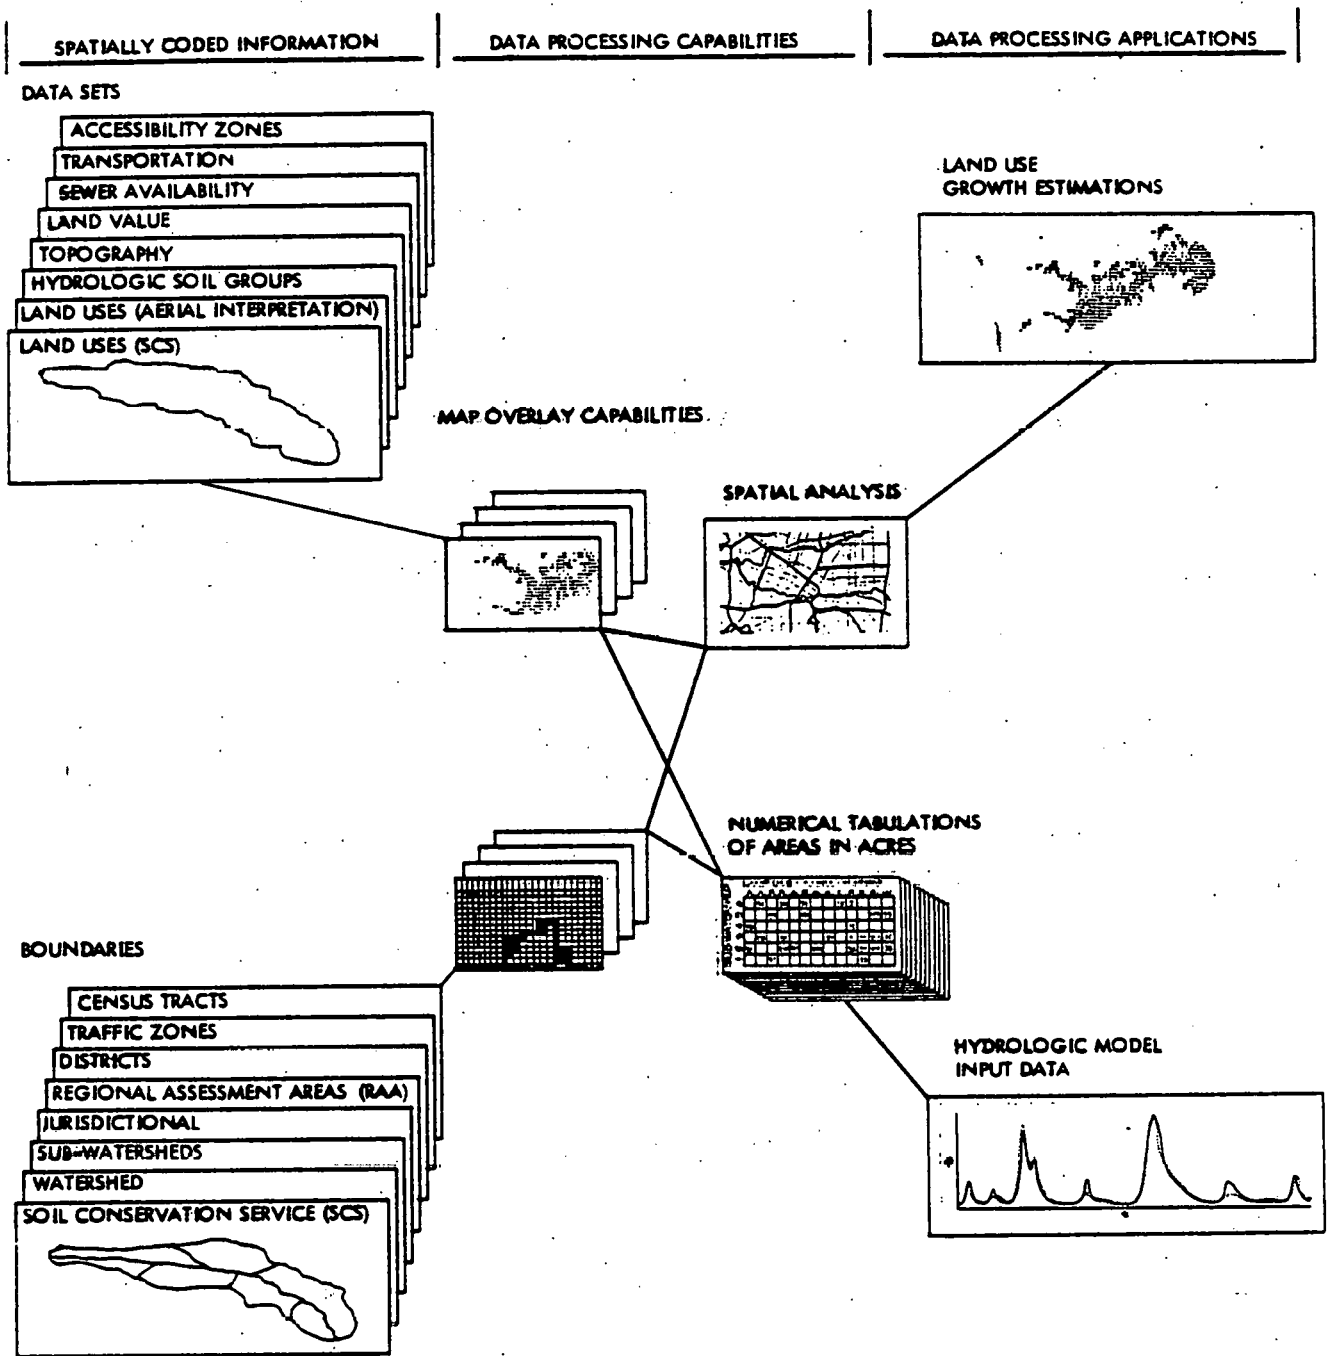 SPATIALLY CODED INFORMATION
DATA PROCESSING CAPABILITIES
DATA PROCESSING APPLICATIONS
DATA SETS
ACCESSIBILITY ZONES
TRANSPORTATION
SEWER AVAILABILITY
LAND VALUE
TOPOGRAPHY
HYDROLOGIC SOIL GROUPS
LAND USES (AERIAL INTERPRETATION)
LAND USES (SCS)
LAND USE
GROWTH ESTIMATIONS
MAP OVERLAY CAPABILITIES
SPATIAL ANALYSIS
NUMERICAL TABULATIONS
OF AREAS IN ACRES
BOUNDARIES
CENSUS TRACTS
TRAFFIC ZONES
DISTRICTS
REGIONAL ASSESSMENT AREAS (RAA)
JURISDICTIONAL
SUB-WATERSHEDS
WATERSHED
SOIL CONSERVATION SERVICE (SCS)
HYDROLOGIC MODEL
INPUT DATA